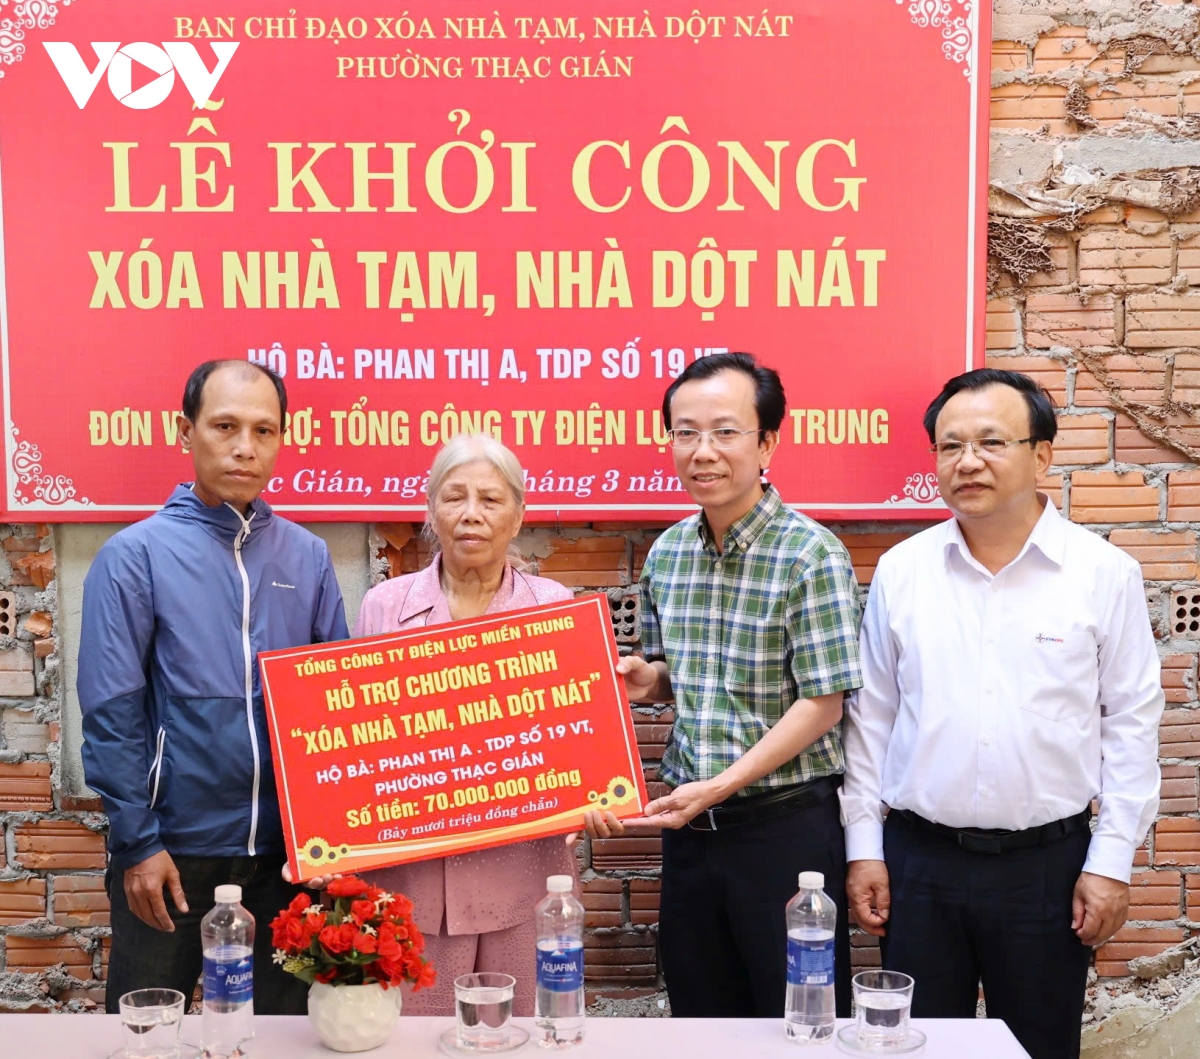 BAN CHỈ ĐẠO XÓA NHÀ TẠM, NHÀ DỘT NÁT
VOV
PHƯỜNG THẠC GIÁN
LỄ KHỞI CÔNG
XÓA NHÀ TẠM, NHÀ DỘT NÁT
HỘ BÀ: PHAN THỊ A, TDP SỐ 19 VT
ĐƠN TỔNG CÔNG TY ĐIỆN TRUNG
Gián, tháng 3 năm
TỔNG CÔNG TY ĐIỆN LỰC MIỀN TRUNG
HỖ TRỢ CHƯƠNG TRÌNH
“XÓA NHÀ TẠM, NHÀ DỘT NÁT”
HỘ BÀ: PHAN THỊ A . TDP SỐ 19 VT,
PHƯỜNG THẠC GIÁN
Số tiền: 70.000.000 đồng
(Bảy mươi triệu đồng chẵn)
AQUAFINA
AQUAFINA